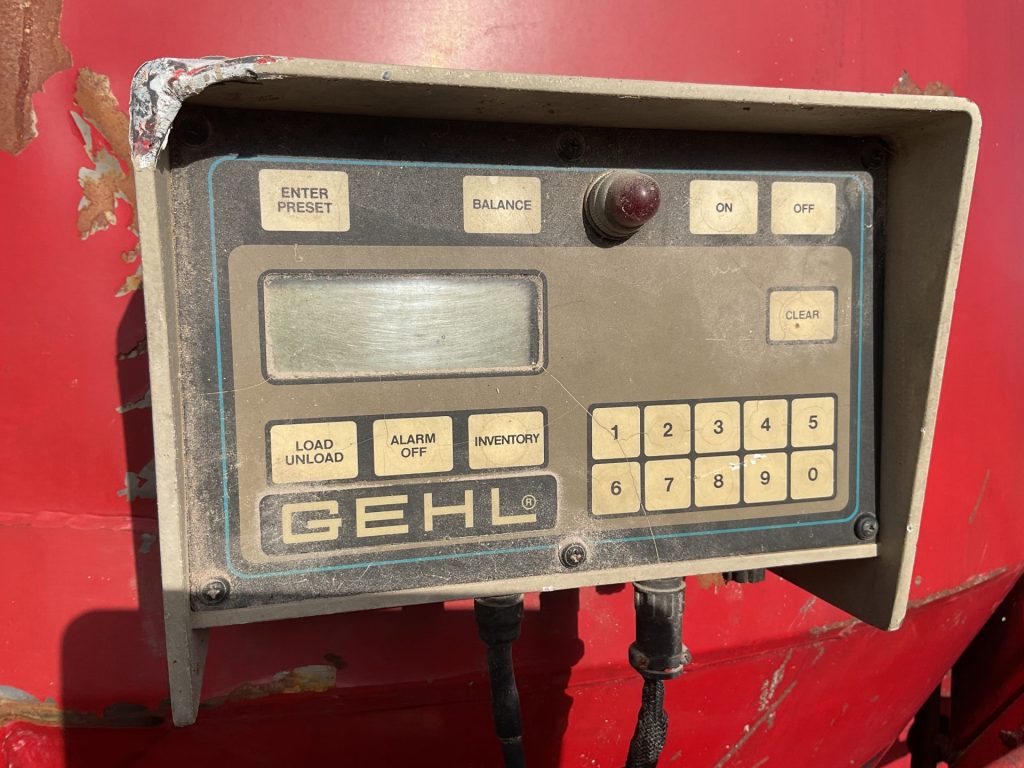 ENTER
PRESET
BALANCE
ON
OFF
CLEAR
LOAD
UNLOAD
ALARM
OFF
INVENTORY
1 2 3 4 5
6 7 8 9 0
GEHL®